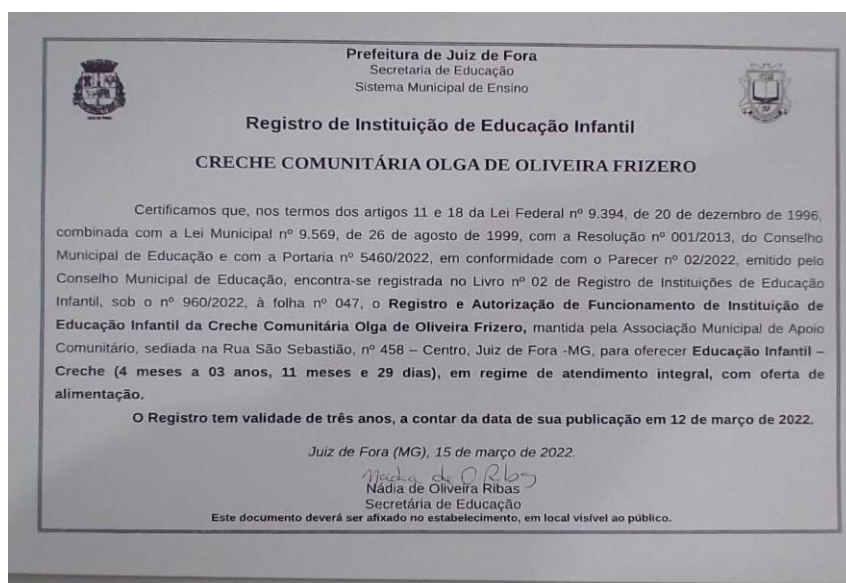 Prefeitura de Juiz de Fora
Secretaria de Educação
Sistema Municipal de Ensino
Registro de Instituição de Educação Infantil
CRECHE COMUNITÁRIA OLGA DE OLIVEIRA FRIZERO
Certificamos que, nos termos dos artigos 11 e 18 da Lei Federal nº 9.394, de 20 de dezembro de 1996,
combinada com a Lei Municipal nº 9.569, de 26 de agosto de 1999, com a Resolução nº 001/2013, do Conselho
Municipal de Educação e com a Portaria nº 5460/2022, em conformidade com o Parecer nº 02/2022, emitido pelo
Conselho Municipal de Educação, encontra-se registrada no Livro nº 02 de Registro de Instituições de Educação
Infantil, sob o nº 960/2022, à folha nº 047, o Registro e Autorização de Funcionamento de Instituição de
Educação Infantil da Creche Comunitária Olga de Oliveira Frizero, mantida pela Associação Municipal de Apoio
Comunitário, sediada na Rua São Sebastião, nº 458 – Centro, Juiz de Fora -MG, para oferecer Educação Infantil –
Creche (4 meses a 03 anos, 11 meses e 29 dias), em regime de atendimento integral, com oferta de
alimentação.
O Registro tem validade de três anos, a contar da data de sua publicação em 12 de março de 2022.
Juiz de Fora (MG), 15 de março de 2022.
Nádia de Oliveira Ribas
Secretária de Educação
Este documento deverá ser afixado no estabelecimento, em local visível ao público.